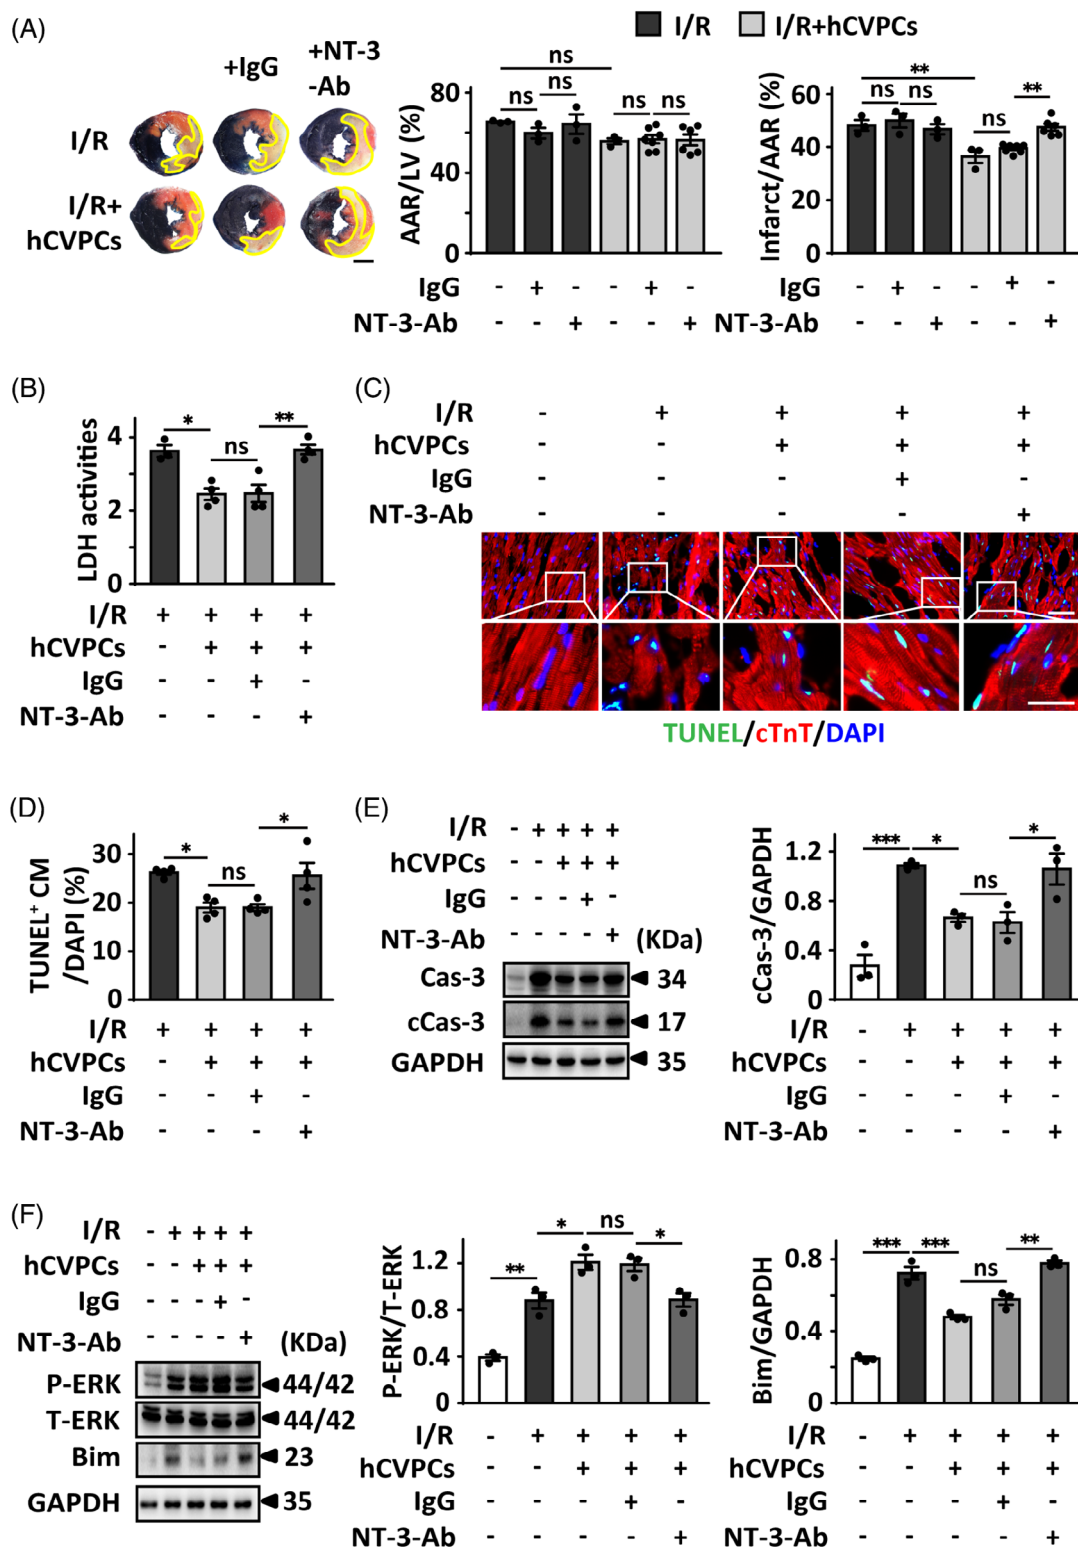 (A)
+IgG
+NT-3
-Ab
I/R
I/R+
hCVPCs
I/R I/R+hCVPCs
AAR/LV (%)
80
40
0
ns
ns ns ns ns
IgG - + - - + -
NT-3-Ab - - + - - +
Infarct/AAR (%)
60
40
20
0
**
ns ns ns **
IgG - + - - + -
NT-3-Ab - - + - - +
(B)
LDH activities
4
2
0
* ns **
I/R + + + +
hCVPCs - + + +
IgG - - + -
NT-3-Ab - - - +
(C)
I/R - + + + +
hCVPCs - - + + +
IgG - - - + -
NT-3-Ab - - - - +
TUNEL/cTnT/DAPI
(D)
TUNEL+ CM
/DAPI (%)
30
20
10
0
* ns *
I/R + + + +
hCVPCs - + + +
IgG - - + -
NT-3-Ab - - - +
(E)
I/R - + + + +
hCVPCs - - + + +
IgG - - - + -
NT-3-Ab - - - - + (KDa)
Cas-3 34
cCas-3 17
GAPDH 35
cCas-3/GAPDH
1.2
0.8
0.4
0
*** * ns *
I/R - + + + +
hCVPCs - - + + +
IgG - - - + -
NT-3-Ab - - - - +
(F)
I/R - + + + +
hCVPCs - - + + +
IgG - - - + -
NT-3-Ab - - - - + (KDa)
P-ERK 44/42
T-ERK 44/42
Bim 23
GAPDH 35
P-ERK/T-ERK
1.2
0.8
0.4
0
** * ns *
I/R - + + + +
hCVPCs - - + + +
IgG - - - + -
NT-3-Ab - - - - +
Bim/GAPDH
0.8
0.4
0
*** *** ns **
I/R - + + + +
hCVPCs - - + + +
IgG - - - + -
NT-3-Ab - - - - +